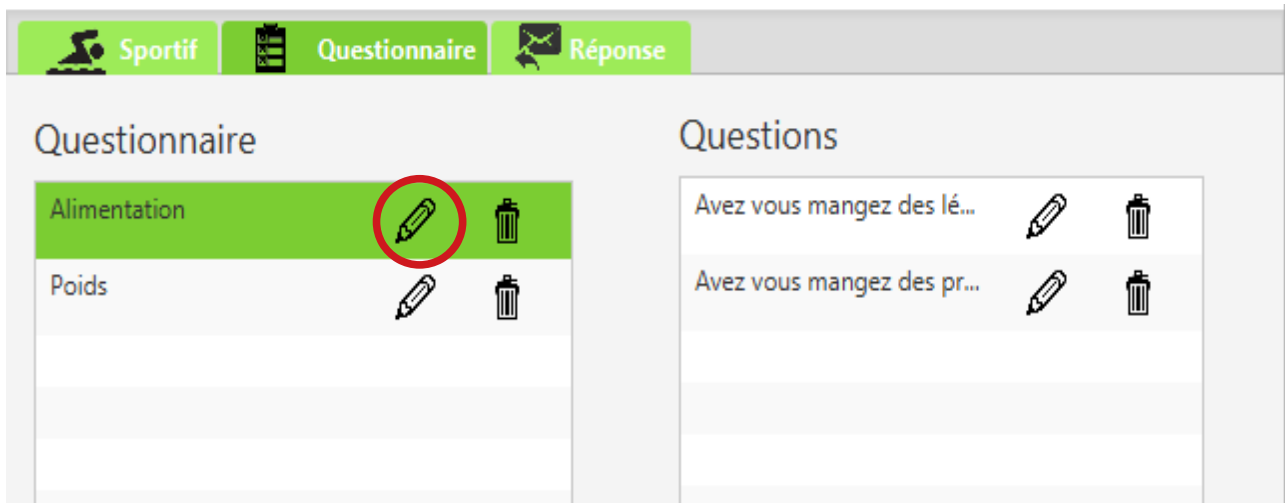 Sportif
Questionnaire
Réponse
Questionnaire
Alimentation
Poids
Questions
Avez vous mangez des lé...
Avez vous mangez des pr...